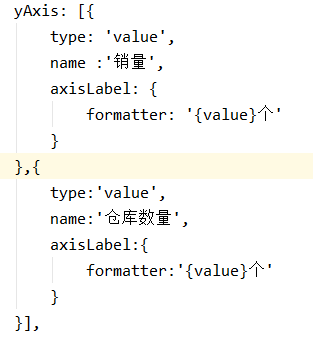 yAxis: [{
type: 'value',
name :'销量',
axisLabel: {
formatter: '{value}个'
}
},{
type:'value',
name:'仓库数量',
axisLabel:{
formatter:'{value}个'
}
}],